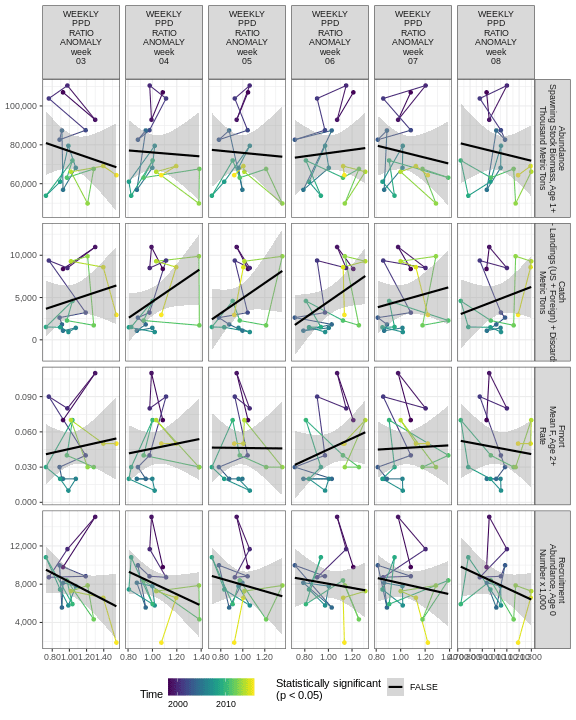 WEEKLY PPD RATIO ANOMALY week 03
WEEKLY PPD RATIO ANOMALY week 04
WEEKLY PPD RATIO ANOMALY week 05
WEEKLY PPD RATIO ANOMALY week 06
WEEKLY PPD RATIO ANOMALY week 07
WEEKLY PPD RATIO ANOMALY week 08
100,000
80,000
60,000
Abundance
Spawning Stock Biomass, Age 1+
Thousand Metric Tons
10,000
5,000
0
Catch
- Landings (US + Foreign) + Discard
Metric Tons
0.090
0.060
0.030
0.000
Fmort
Mean F, Age 2+
Rate
12,000
8,000
4,000
Recruitment
Abundance, Age 0
Number x 1,000
0.80 1.00 1.20 1.40
0.80 1.00 1.20 1.40
0.80 1.00 1.20
0.80 1.00 1.20
0.80 1.00 1.20
Time
2000 2010
Statistically significant
(p < 0.05)
FALSE